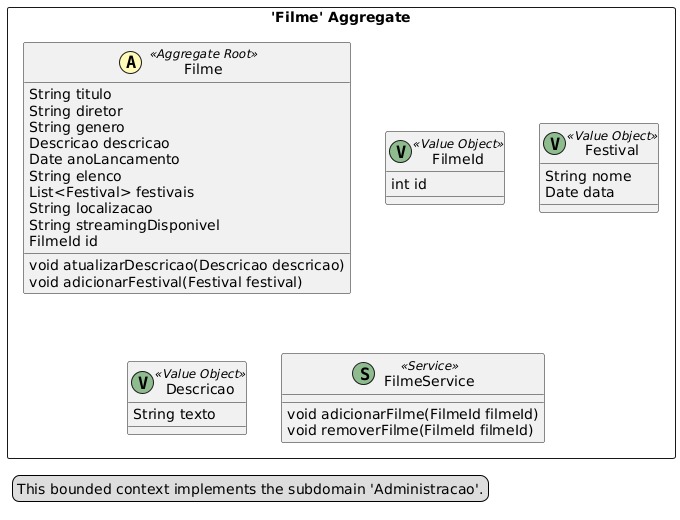 'Filme' Aggregate
A
«Aggregate Root»
Filme
String titulo
String diretor
String genero
Descricao descricao
Date anoLancamento
String elenco
List<Festival> festivais
String localizacao
String streamingDisponivel
FilmeId id
void atualizarDescricao(Descricao descricao)
void adicionarFestival(Festival festival)
V
«Value Object»
FilmeId
int id
V
«Value Object»
Festival
String nome
Date data
V
«Value Object»
Descricao
String texto
S
«Service»
FilmeService
void adicionarFilme(FilmeId filmeId)
void removerFilme(FilmeId filmeId)
This bounded context implements the subdomain 'Administracao'.